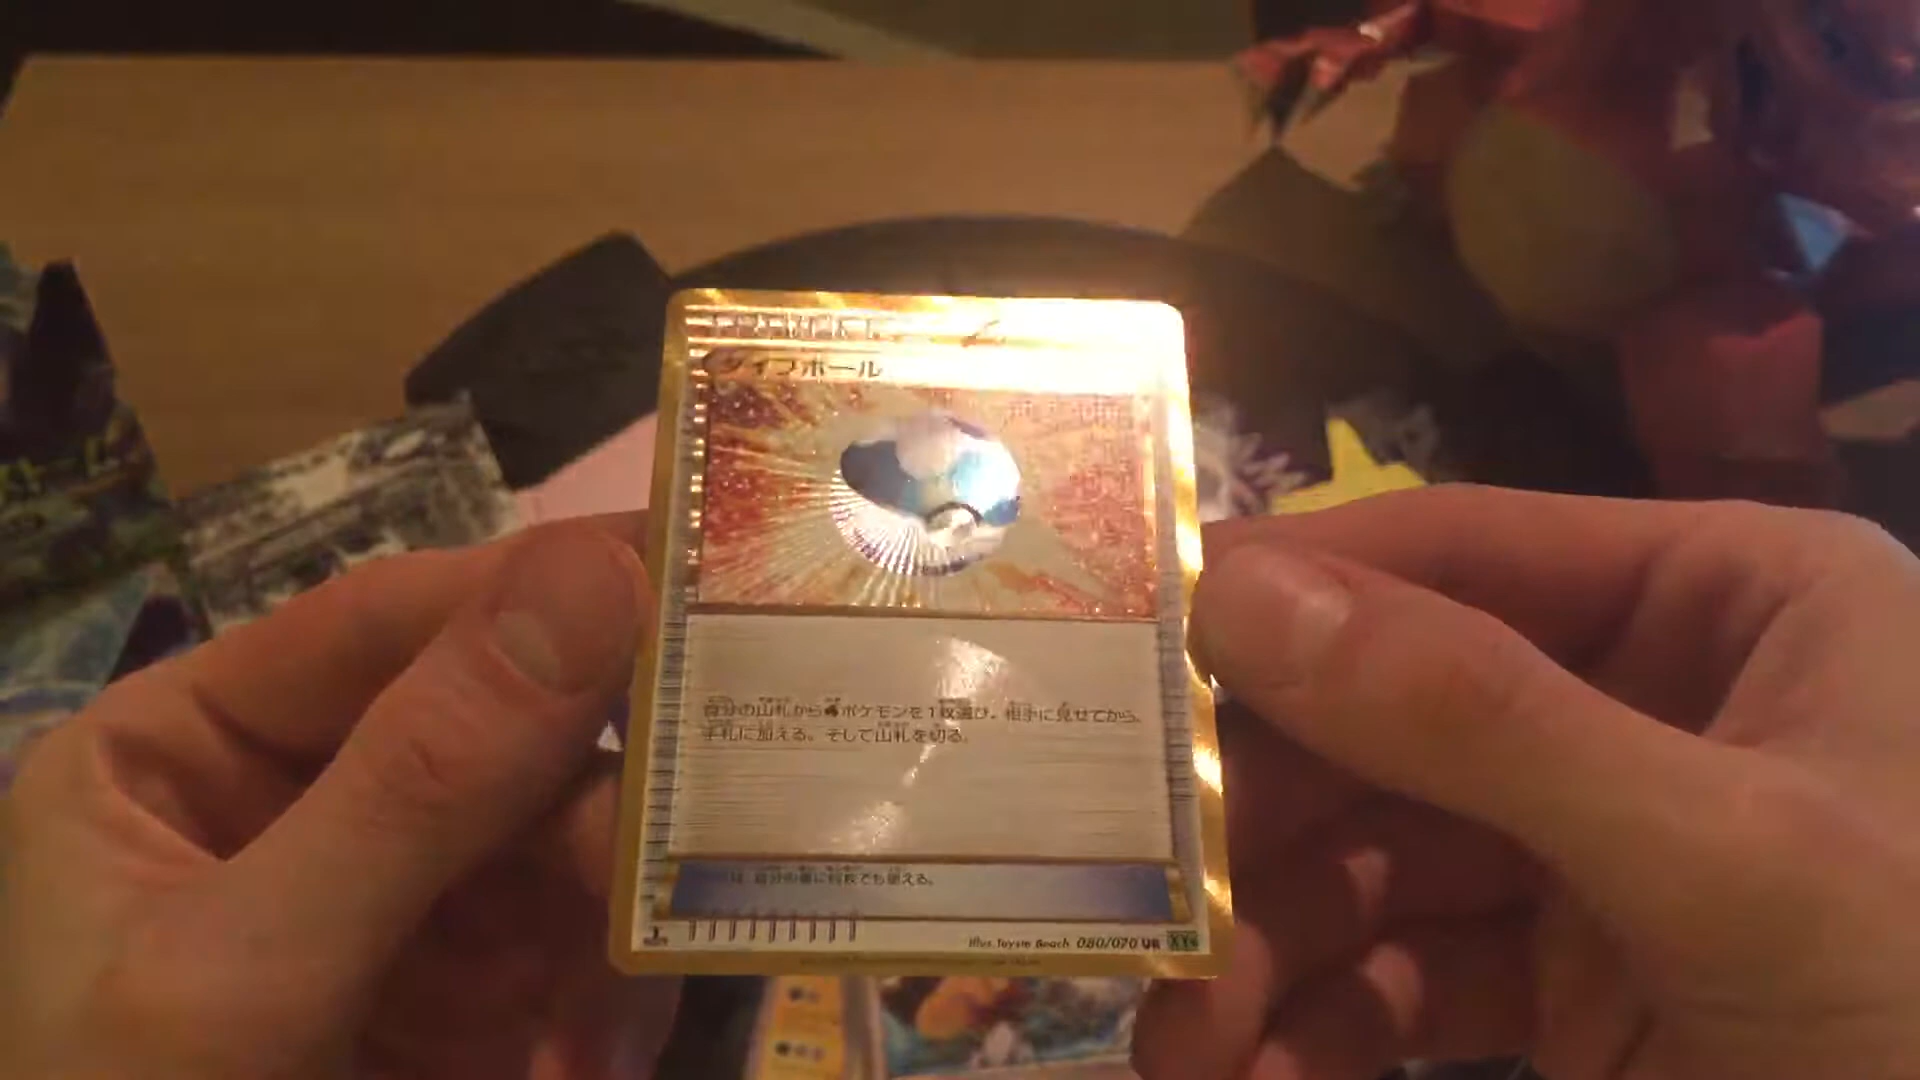 ダイブボール
自分の山札から ポケモンを1枚選び、相手に見せてから、
手札に加える。そして山札を切る。
は、自分の番に何枚でも使える。
Illus. Toyste Beach 080/070 UR XY5